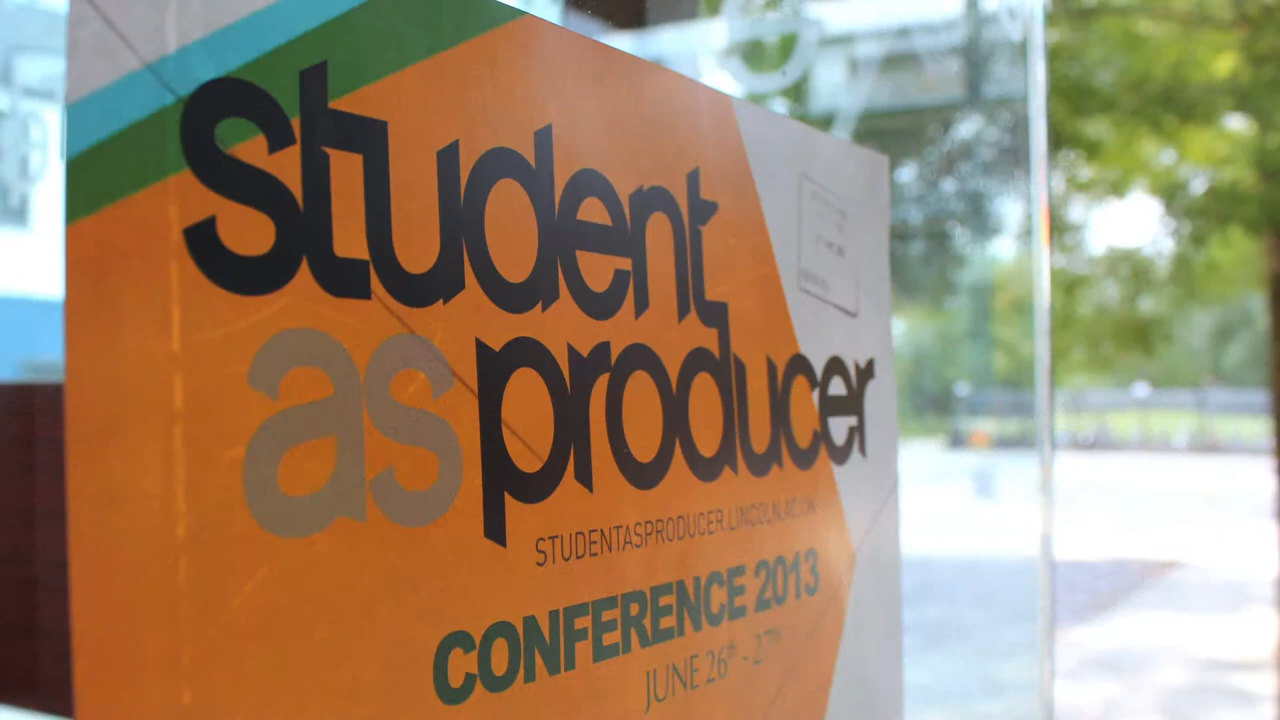 Student
as producer
STUDENTASPRODUCER.LINCOLN.AC.UK
CONFERENCE 2013
JUNE 26th - 27th